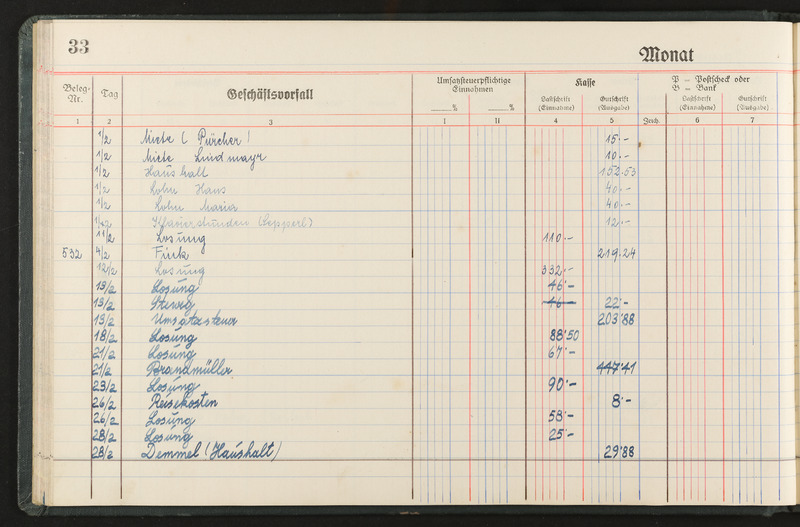 33
Monat
Beleg-Nr. Tag Geschäftsvorfall Umsatzsteuerpflichtige Einnahmen Kasse P = Postscheck oder B = Bank
% % Lastschrift (Einnahme) Gutschrift (Ausgabe) Zeich. Lastschrift (Einnahme) Gutschrift (Ausgabe)
1 2 3 I II 4 5 6 7
1/2 Miete ( Pürcher ) 15.-
1/2 Miete Lindmayr 10.-
1/2 Haushalt 152.53
1/2 Lohn Hans 40.-
1/2 Lohn Maria 40.-
1/2 12.-
11/2 Losung 110.-
532 4/2 Fink 219.24
12/2 Losung 332.-
13/2 Losung 46.-
13/2 46 22.-
13/2 Umsatzsteuer 203.88
18/2 Losung 88.50
21/2 Losung 67.-
21/2 Brandmüller 447.41
23/2 Losung 90.-
26/2 Reisekosten 8.-
26/2 Losung 58.-
28/2 Losung 25.-
28/2 Demmel (Haushalt) 29.88